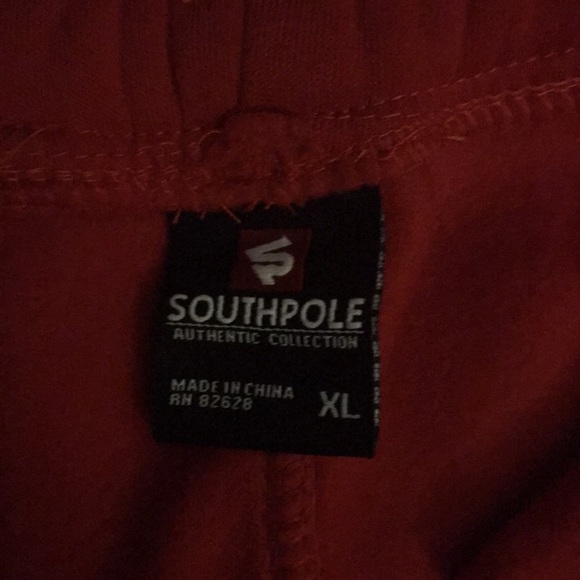 SOUTHPOLE
AUTHENTIC COLLECTION
MADE IN CHINA
RN 82628
XL